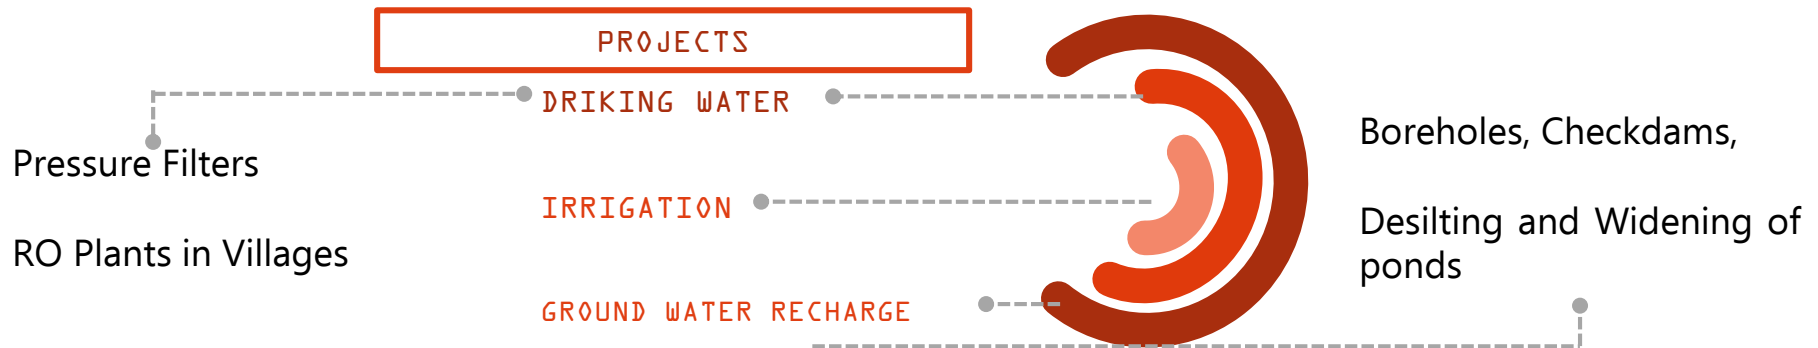 PROJECTS
DRIKING WATER
Pressure Filters
RO Plants in Villages
IRRIGATION
GROUND WATER RECHARGE
Boreholes, Checkdams,
Desilting and Widening of
ponds